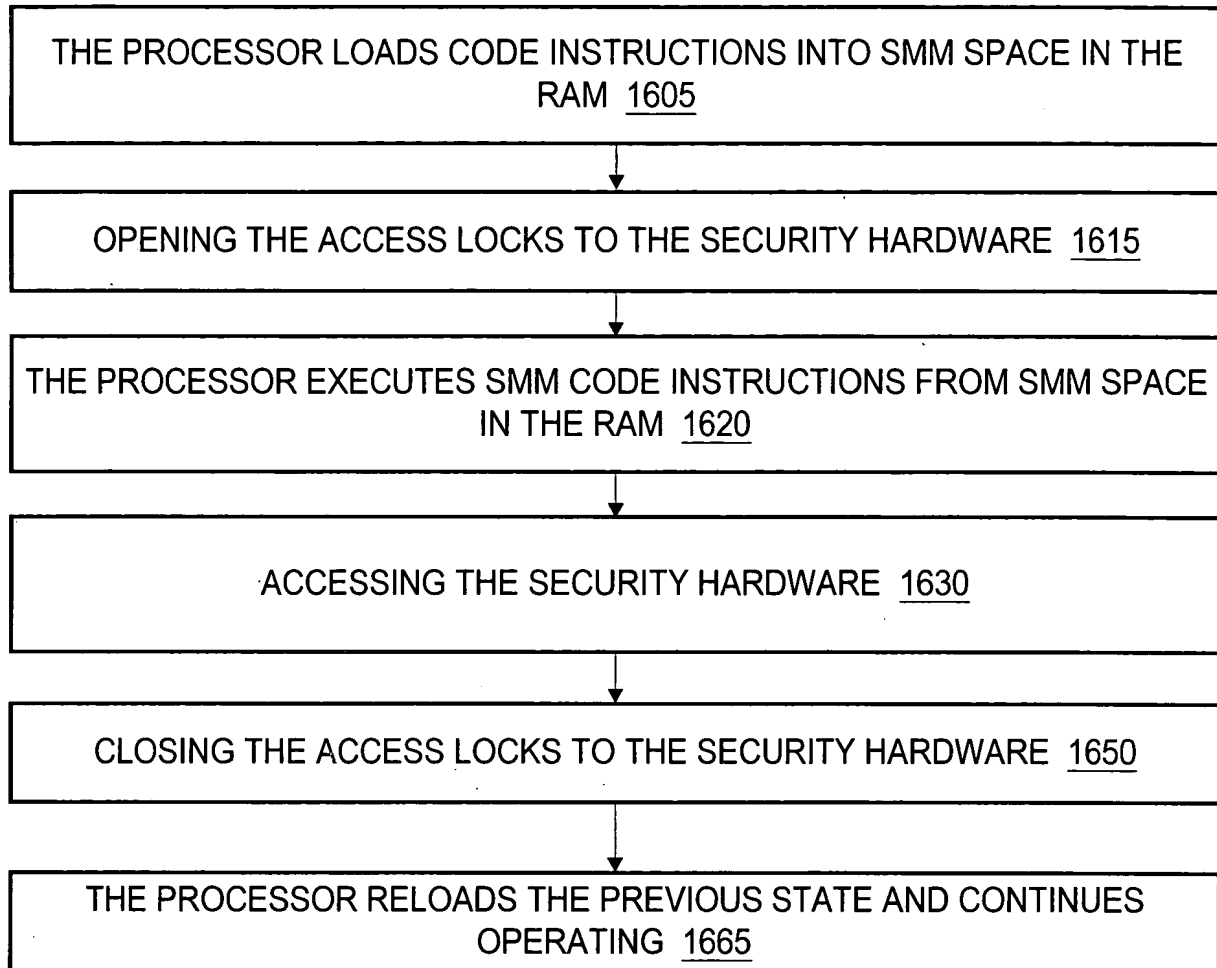 THE PROCESSOR LOADS CODE INSTRUCTIONS INTO SMM SPACE IN THE
RAM 1605
OPENING THE ACCESS LOCKS TO THE SECURITY HARDWARE 1615
THE PROCESSOR EXECUTES SMM CODE INSTRUCTIONS FROM SMM SPACE
IN THE RAM 1620
ACCESSING THE SECURITY HARDWARE 1630
CLOSING THE ACCESS LOCKS TO THE SECURITY HARDWARE 1650
THE PROCESSOR RELOADS THE PREVIOUS STATE AND CONTINUES
OPERATING 1665